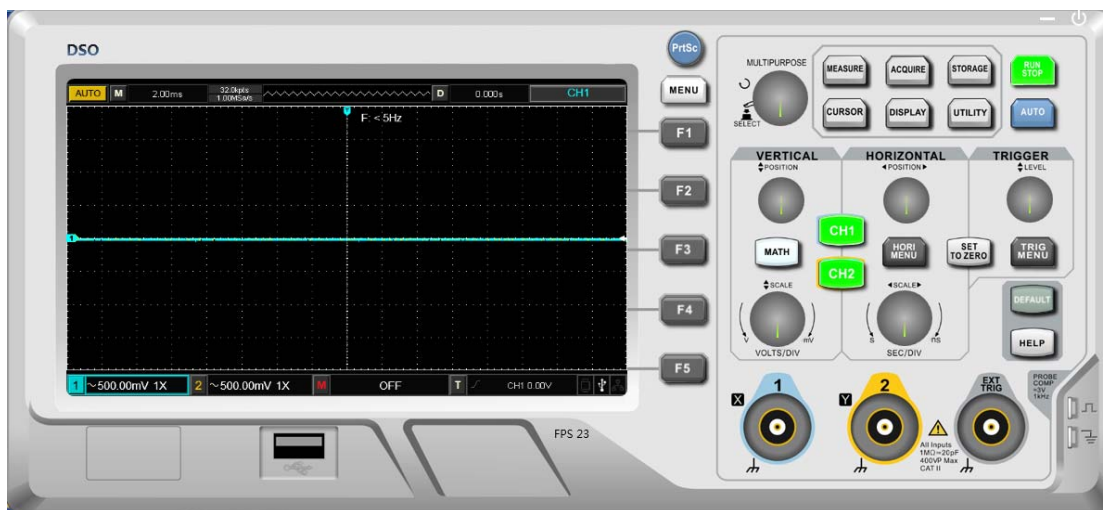 DSO
PrtSc
MENU
F1
F2
F3
F4
F5
AUTO M 2.00ms 32.0kpts 1.00MSa/s D 0.000s CH1
T
F: < 5Hz
1
1 ~500.00mV 1X 2 ~500.00mV 1X M OFF T CH1 0.00V
FPS 23
MULTIPURPOSE
SELECT
MEASURE ACQUIRE STORAGE
RUN
STOP
CURSOR DISPLAY UTILITY AUTO
VERTICAL HORIZONTAL TRIGGER
POSITION POSITION LEVEL
CH1
MATH
HORI
MENU
SET
TO ZERO
TRIG
MENU
CH2
SCALE SCALE
V mV S nS
VOLTS/DIV SEC/DIV
DEFAULT
HELP
1 2
EXT
TRIG
PROBE
COMP
~3V
1kHz
X Y
All Inputs
1MΩ=20pF
400VP Max
CAT II